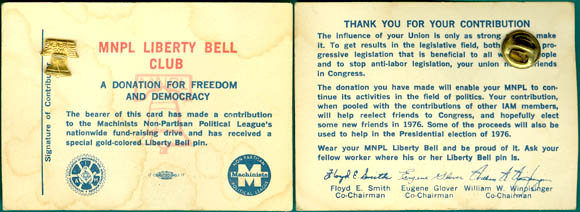 MNPL LIBERTY BELL
CLUB
A DONATION FOR FREEDOM
AND DEMOCRACY
The bearer of this card has made a contribution
to the Machinists Non-Partisan Political League's
nationwide fund-raising drive and has received a
special gold-colored Liberty Bell pin.
Signature of Contributor
NON-PARTISAN
Machinists
M
POLITICAL LEAGUE
THANK YOU FOR YOUR CONTRIBUTION
The influence of your Union is only as strong make
it. To get results in the legislative field, both pro-
gressive legislation that is beneficial to all people
and to stop anti-labor legislation, your union friends
in Congress.
The donation you have made will enable your MNPL to con-
tinue its activities in the field of politics. Your contribution,
when pooled with the contributions of other IAM members,
will help reelect friends to Congress, and hopefully elect
some new friends in 1976. Some of the proceeds will also be
used to help in the Presidential election of 1976.
Wear your MNPL Liberty Bell and be proud of it. Ask your
fellow worker where his or her Liberty Bell pin is.
Floyd E. Smith Eugene Glover
Floyd E. Smith Eugene Glover William W. Winpisinger
Co-Chairman Co-Chairman Co-Chairman